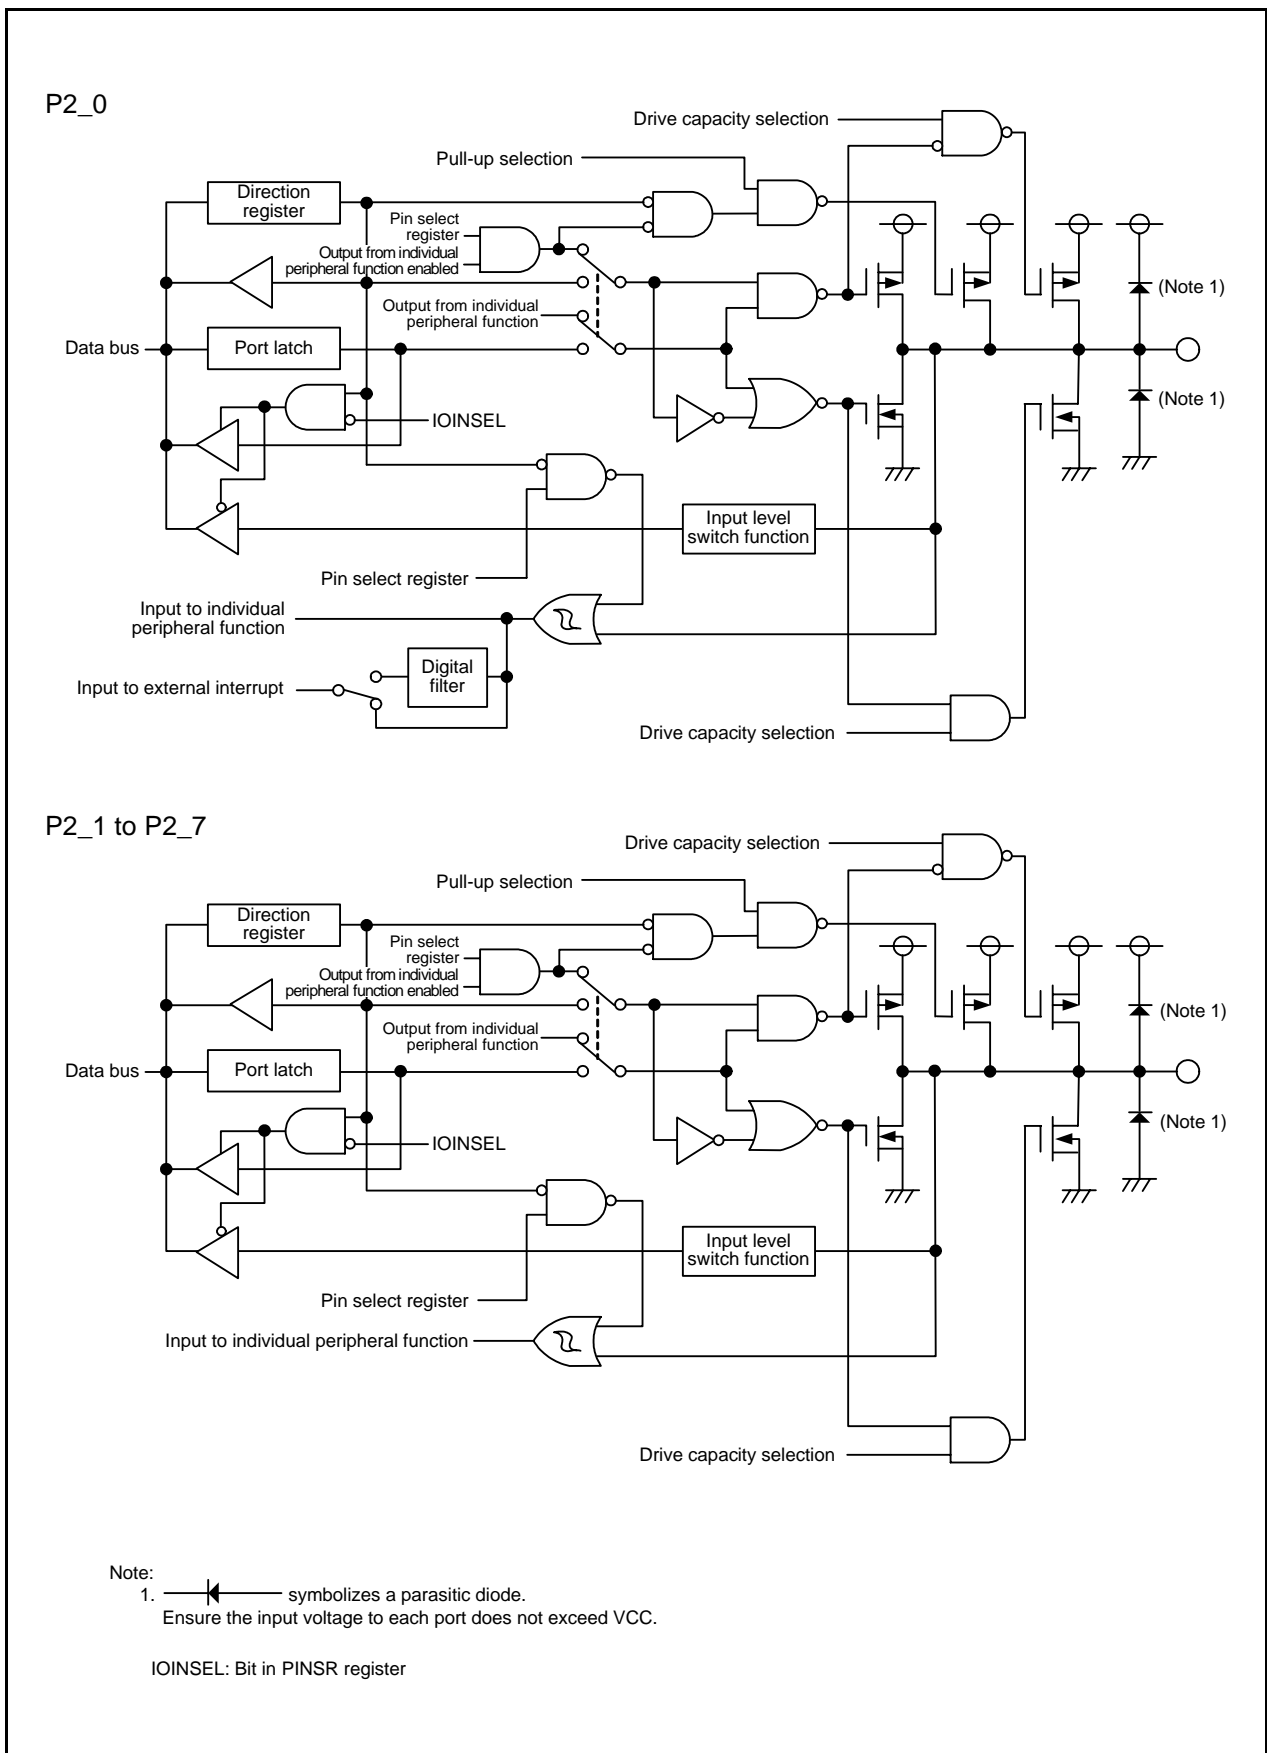 P2_0
Drive capacity selection
Pull-up selection
Direction
register
Pin select
register
Output from individual
peripheral function enabled
(Note 1)
Output from individual
peripheral function
Data bus
Port latch
(Note 1)
IOINSEL
Input level
switch function
Pin select register
Input to individual
peripheral function
Digital
filter
Input to external interrupt
Drive capacity selection
P2_1 to P2_7
Drive capacity selection
Pull-up selection
Direction
register
Pin select
register
Output from individual
peripheral function enabled
(Note 1)
Output from individual
peripheral function
Data bus
Port latch
(Note 1)
IOINSEL
Input level
switch function
Pin select register
Input to individual peripheral function
Drive capacity selection
Note:
1. symbolizes a parasitic diode.
Ensure the input voltage to each port does not exceed VCC.
IOINSEL: Bit in PINSR register